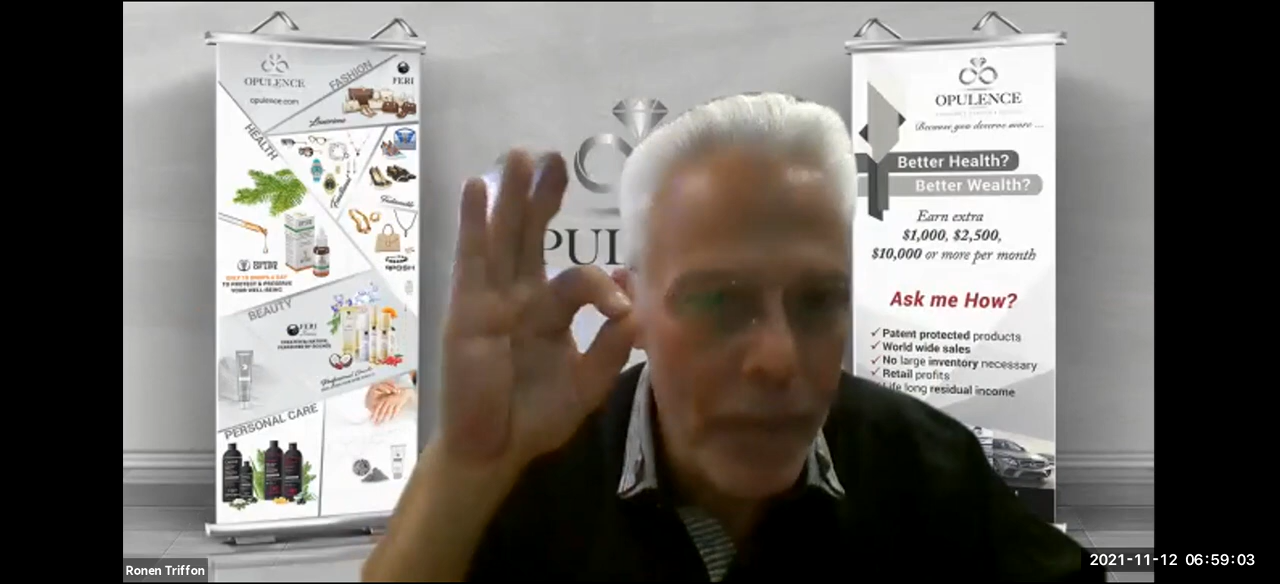 OPULENCE
opulence.com
FASHION
FERI
HEALTH
BEAUTY
FERI
PERSONAL CARE
PUL
OPULENCE
Because you deserve more ...
Better Health?
Better Wealth?
Earn extra
$1,000, $2,500,
$10,000 or more per month
Ask me How?
Patent protected products
World wide sales
No large inventory necessary
Retail profits
Life long residual income
Ronen Triffon
2021-11-12 06:59:03